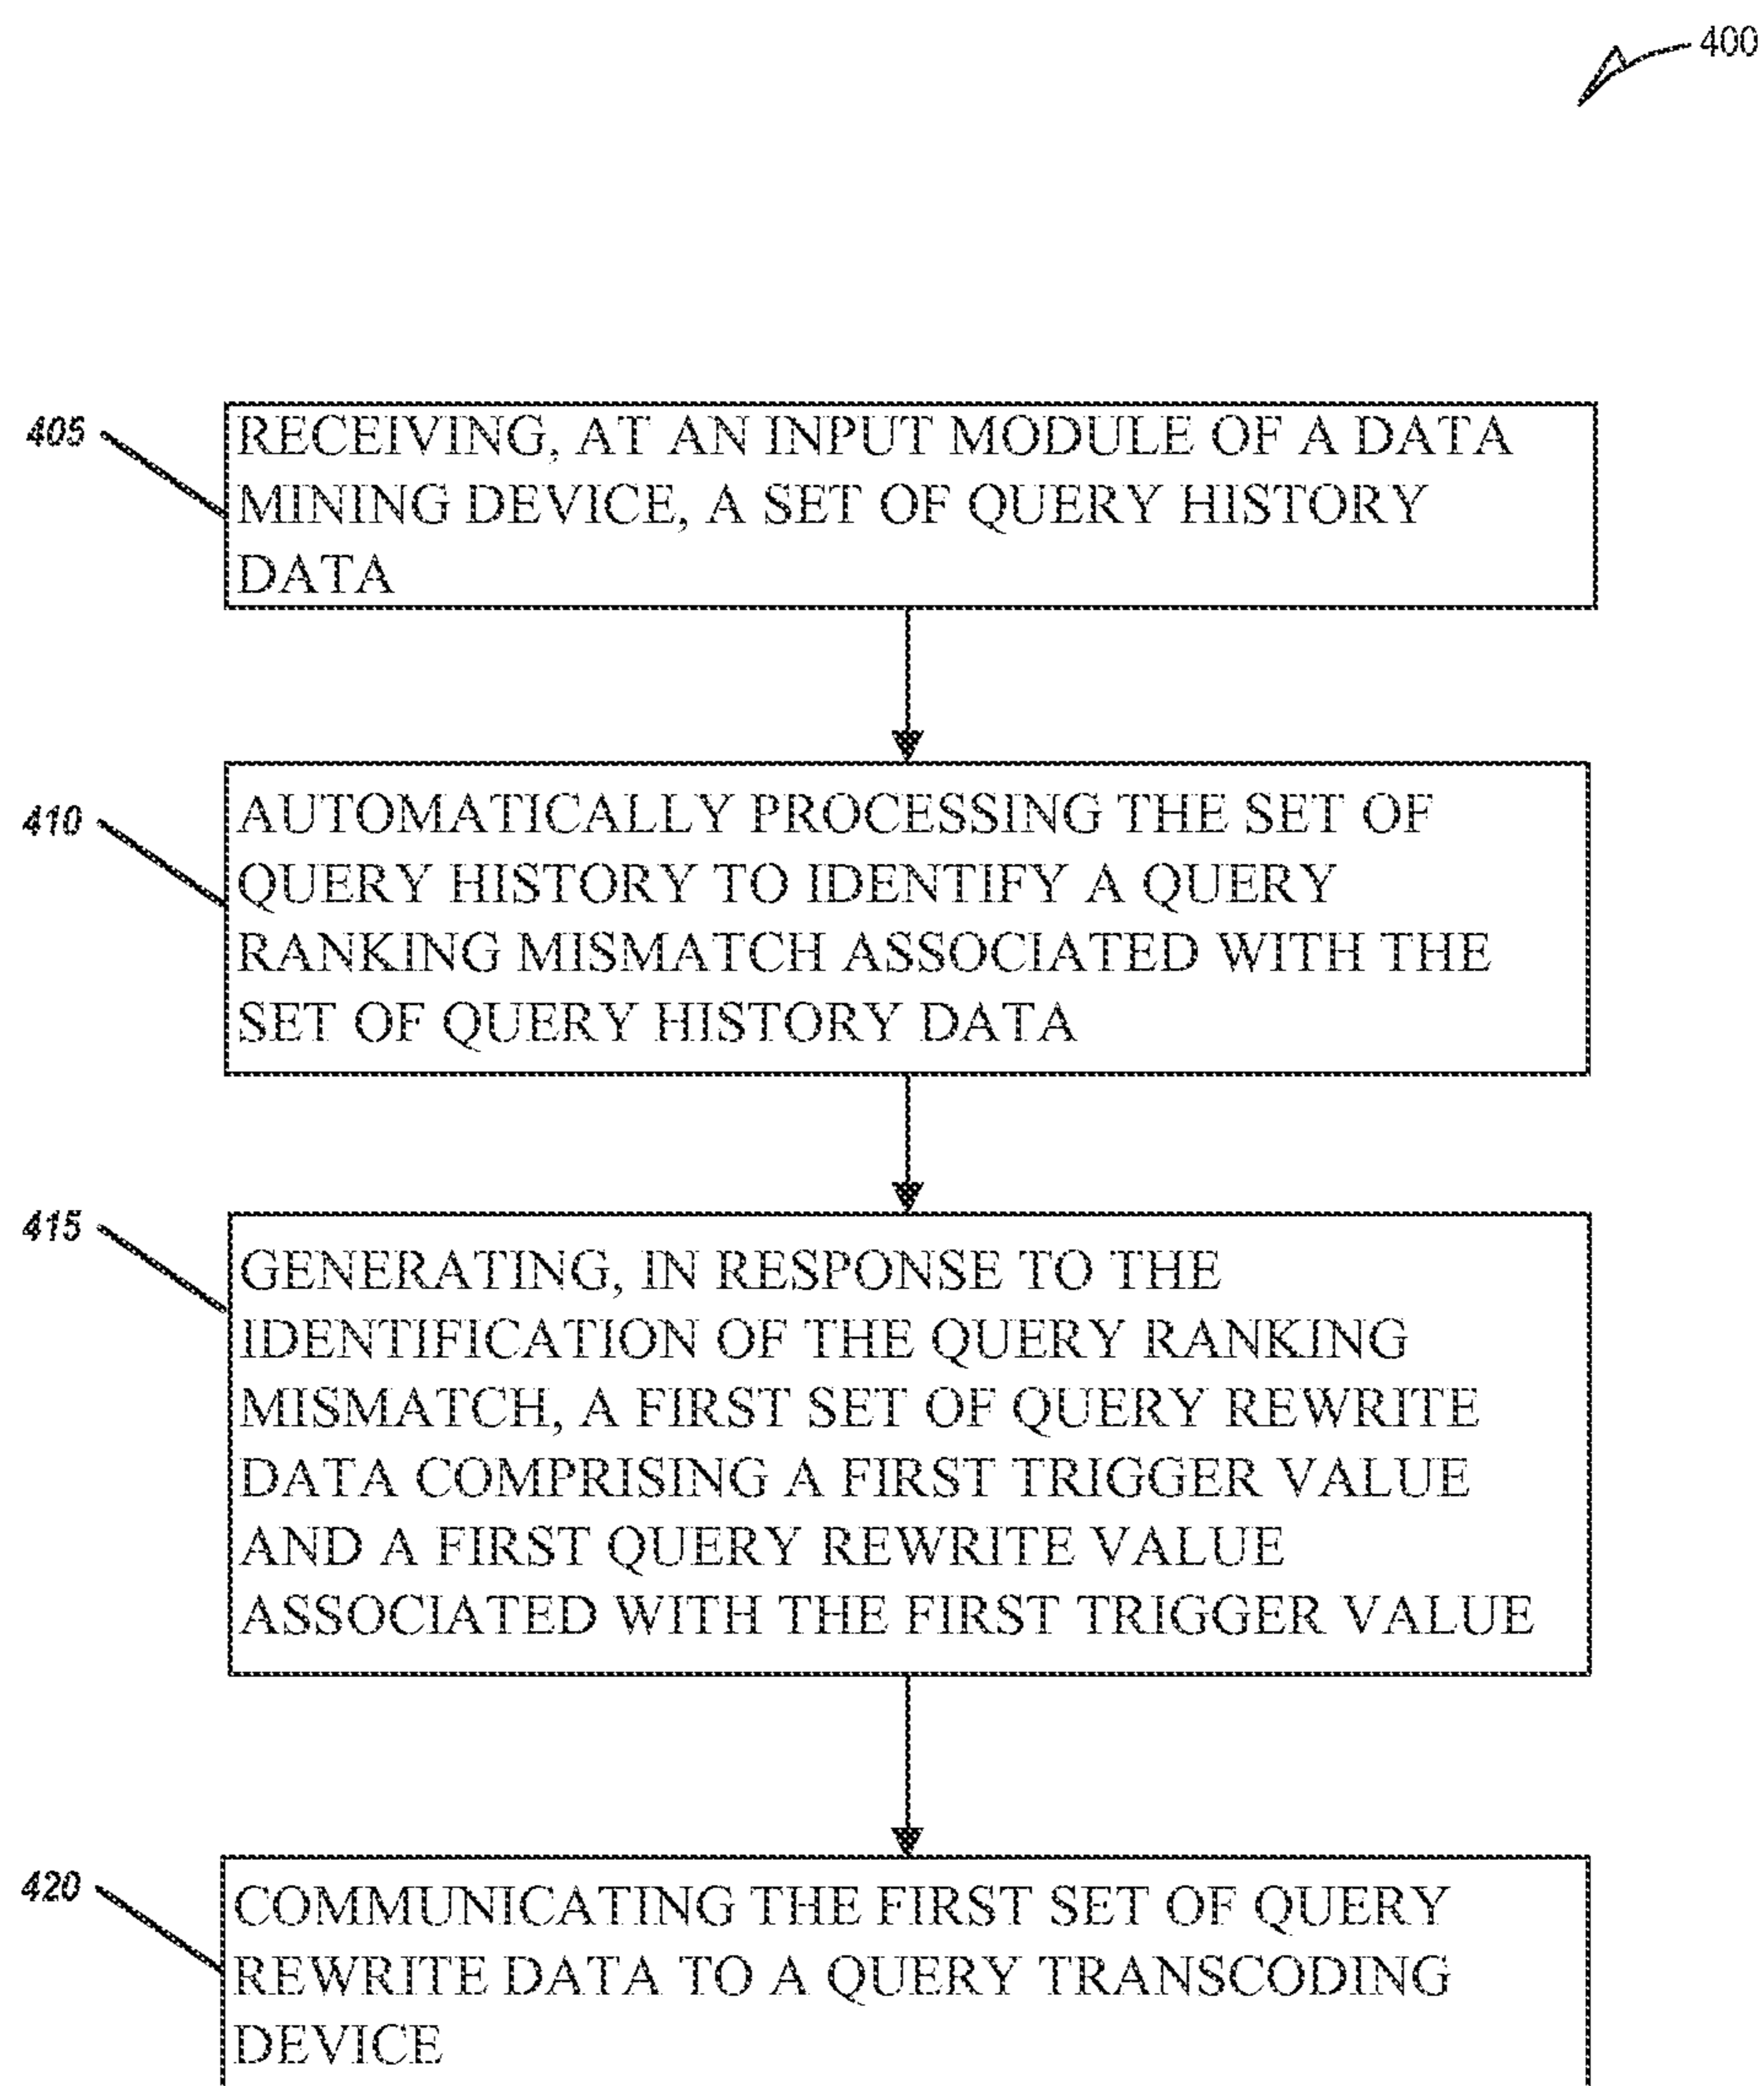 400
405
RECEIVING, AT AN INPUT MODULE OF A DATA
MINING DEVICE, A SET OF QUERY HISTORY
DATA
410
AUTOMATICALLY PROCESSING THE SET OF
QUERY HISTORY TO IDENTIFY A QUERY
RANKING MISMATCH ASSOCIATED WITH THE
SET OF QUERY HISTORY DATA
415
GENERATING, IN RESPONSE TO THE
IDENTIFICATION OF THE QUERY RANKING
MISMATCH, A FIRST SET OF QUERY REWRITE
DATA COMPRISING A FIRST TRIGGER VALUE
AND A FIRST QUERY REWRITE VALUE
ASSOCIATED WITH THE FIRST TRIGGER VALUE
420
COMMUNICATING THE FIRST SET OF QUERY
REWRITE DATA TO A QUERY TRANSCODING
DEVICE